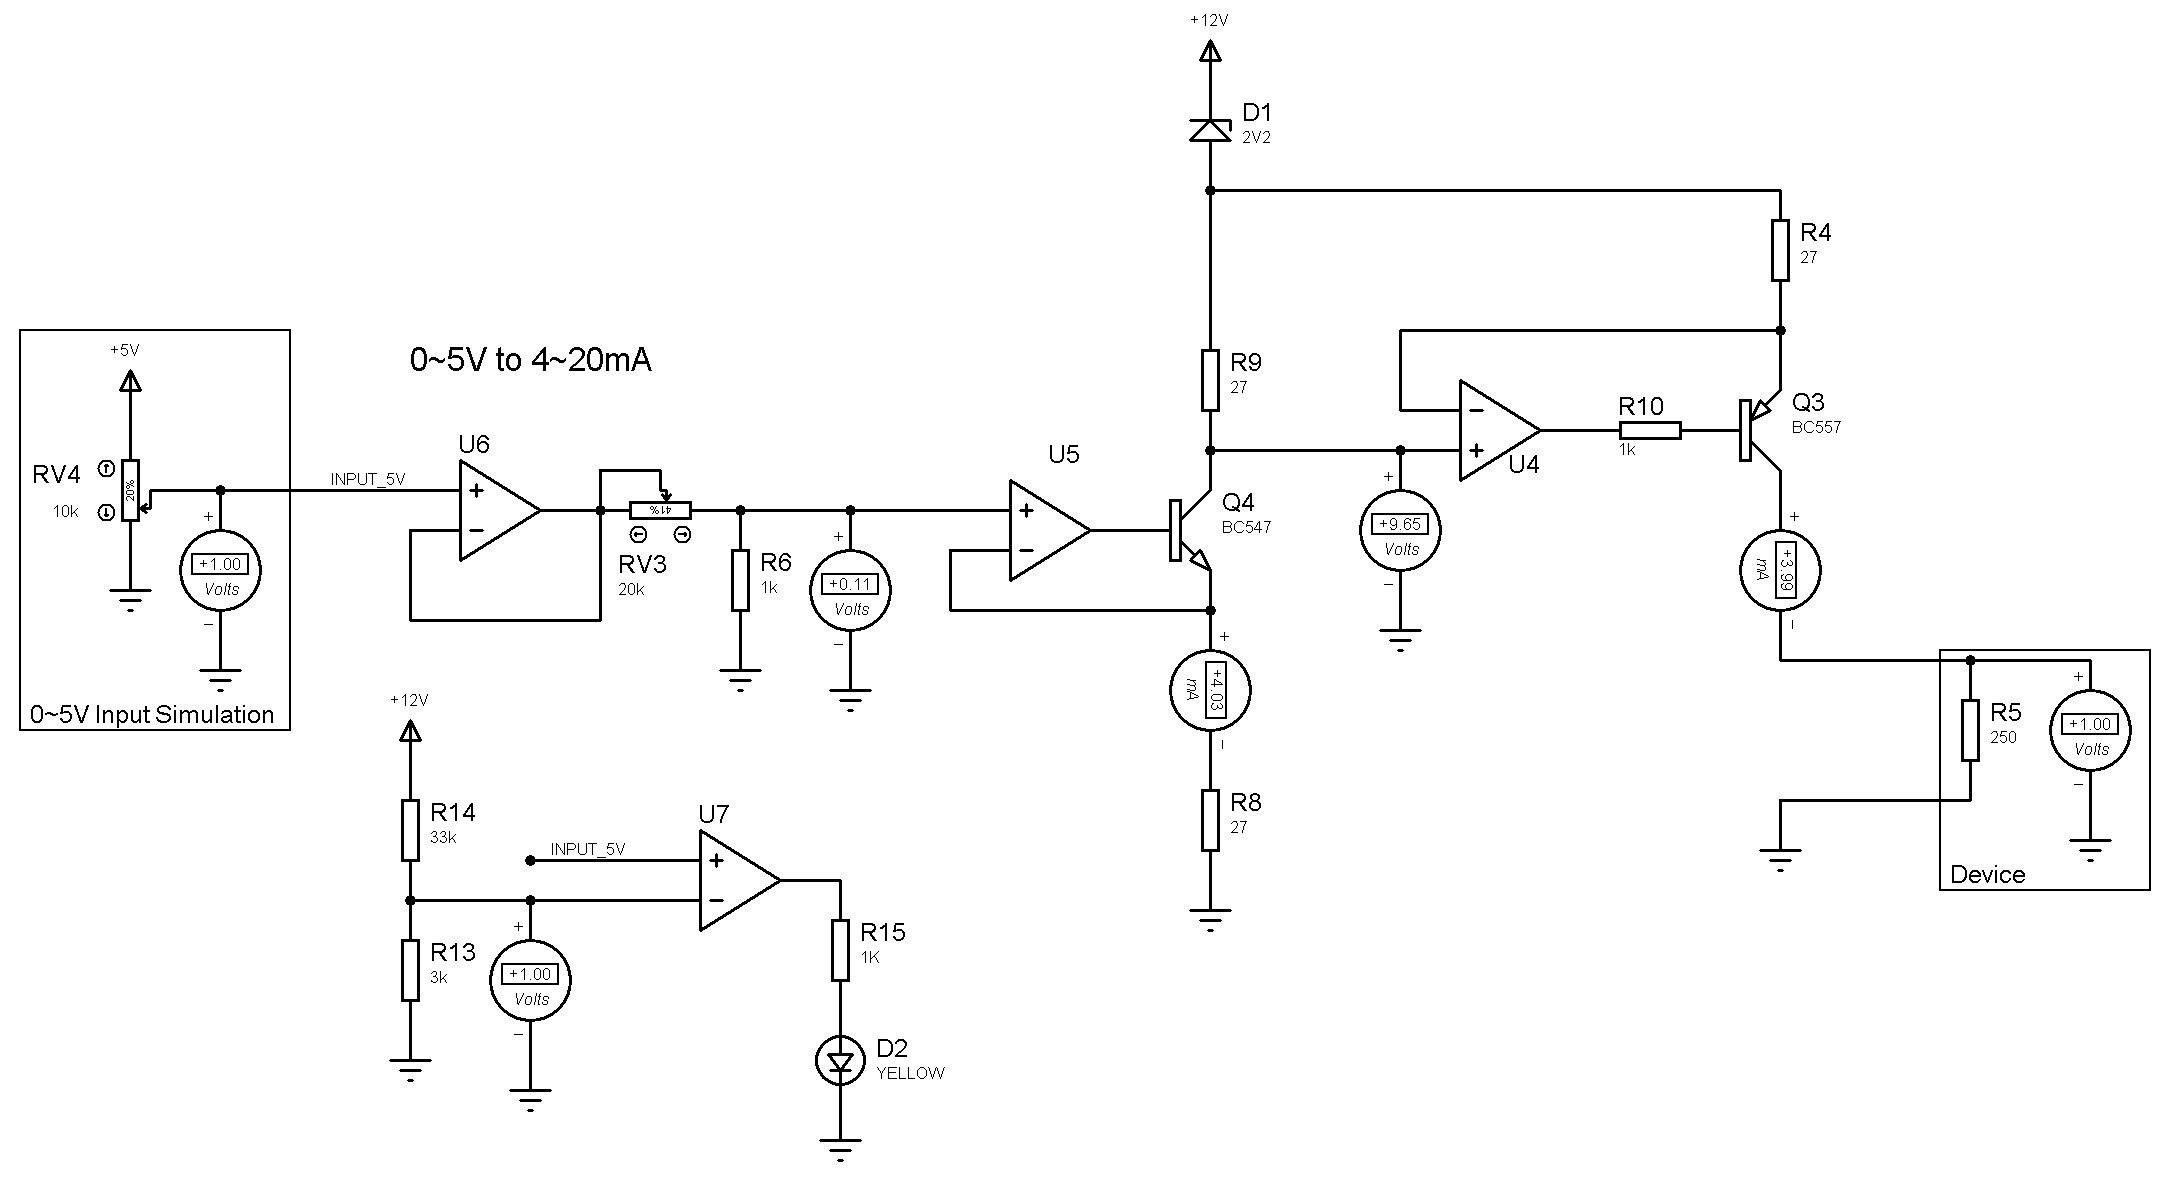 +12V
D1
2V2
R4
27
+5V
RV4
10k
20%
INPUT_5V
+
+1.00
Volts
−
0~5V Input Simulation
0~5V to 4~20mA
U6
+
−
RV3
20k
41%
R6
1k
+
+0.11
Volts
−
U5
+
−
R9
27
Q4
BC547
+
+4.03
mA
−
R8
27
+
+9.65
Volts
−
U4
−
+
R10
1k
Q3
BC557
+
+3.99
mA
−
R5
250
+
+1.00
Volts
−
Device
+12V
R14
33k
R13
3k
INPUT_5V
U7
+
−
+
+1.00
Volts
−
R15
1K
D2
YELLOW